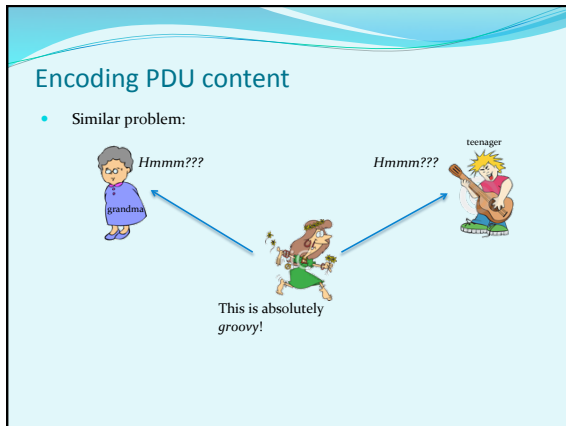 Encoding PDU content
• Similar problem:
teenager
Hmmm???
Hmmm???
grandma
This is absolutely
groovy!